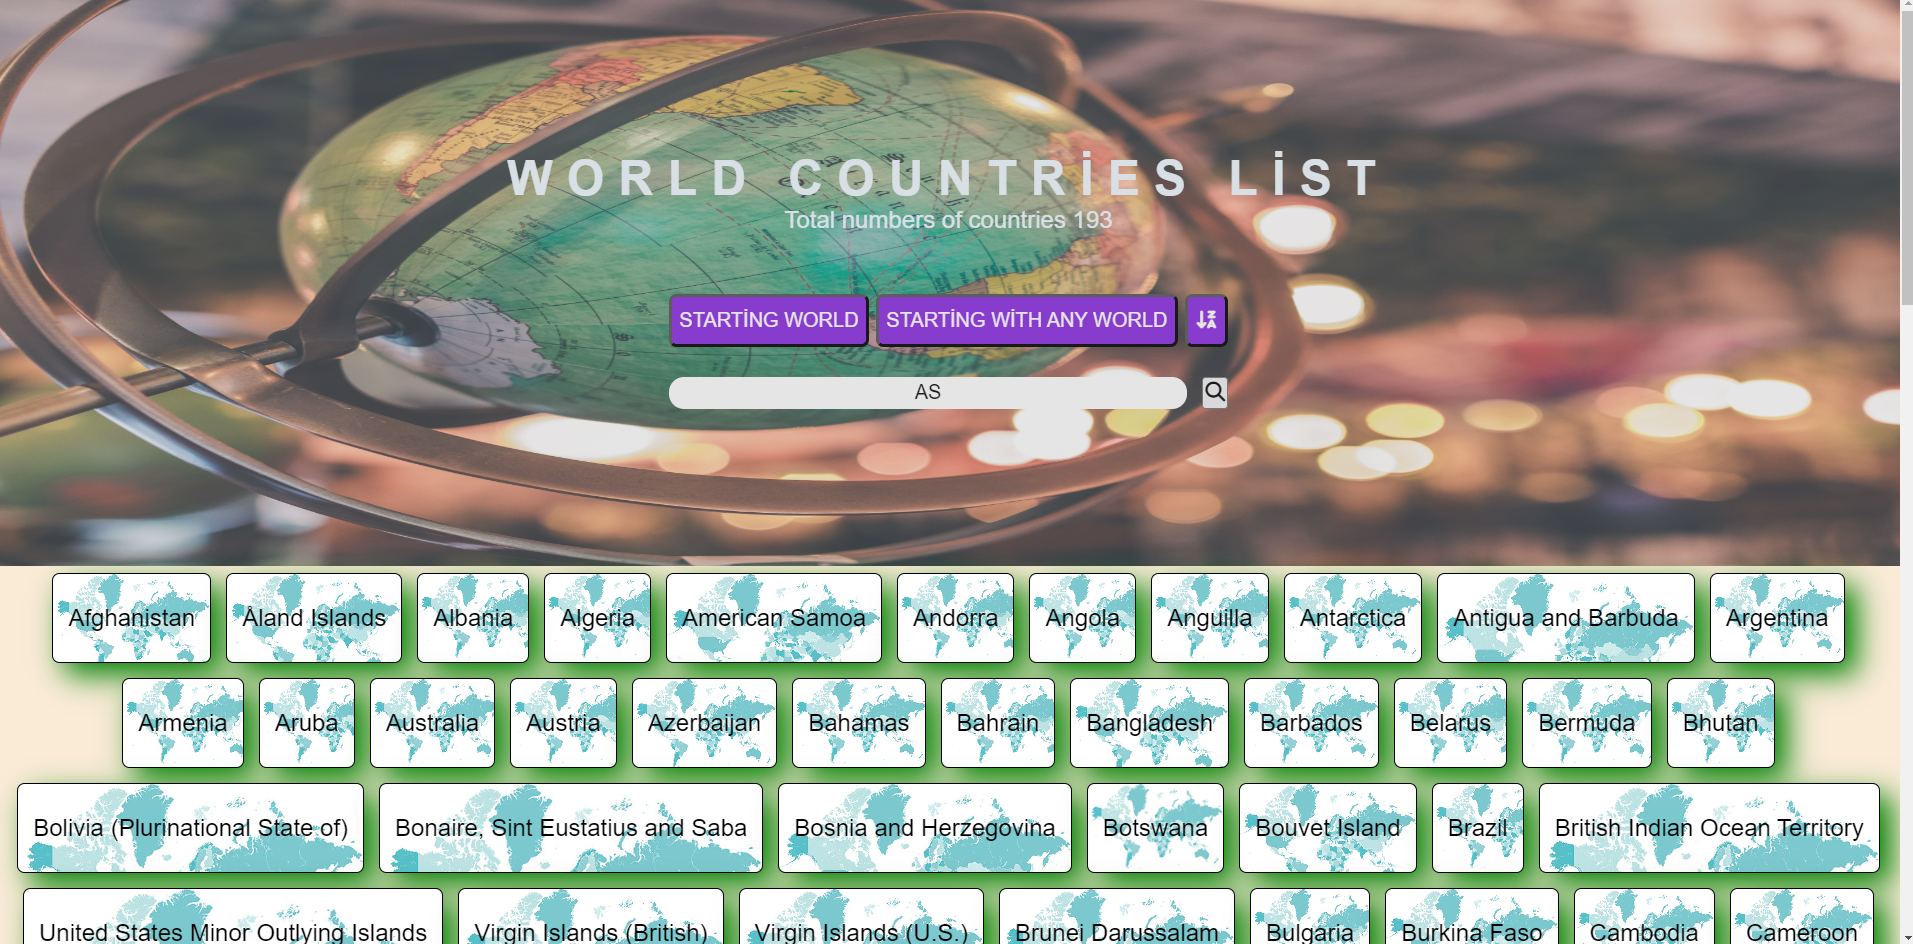 WORLD COUNTRİES LİST
Total numbers of countries 193
STARTİNG WORLD STARTİNG WİTH ANY WORLD
AS
Afghanistan Åland Islands Albania Algeria American Samoa Andorra Angola Anguilla Antarctica Antigua and Barbuda Argentina
Armenia Aruba Australia Austria Azerbaijan Bahamas Bahrain Bangladesh Barbados Belarus Bermuda Bhutan
Bolivia (Plurinational State of) Bonaire, Sint Eustatius and Saba Bosnia and Herzegovina Botswana Bouvet Island Brazil British Indian Ocean Territory
United States Minor Outlying Islands Virgin Islands (British) Virgin Islands (U.S.) Brunei Darussalam Bulgaria Burkina Faso Cambodia Cameroon